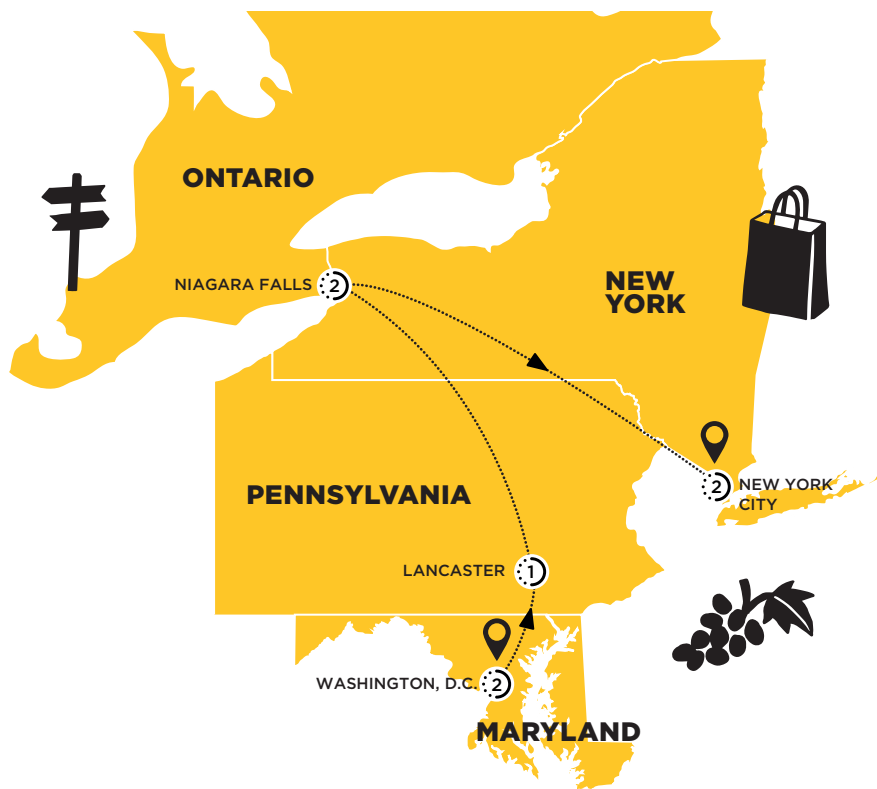 ONTARIO
NIAGARA FALLS
2
NEW
YORK
PENNSYLVANIA
2
NEW YORK
CITY
LANCASTER
1
WASHINGTON, D.C.
2
MARYLAND